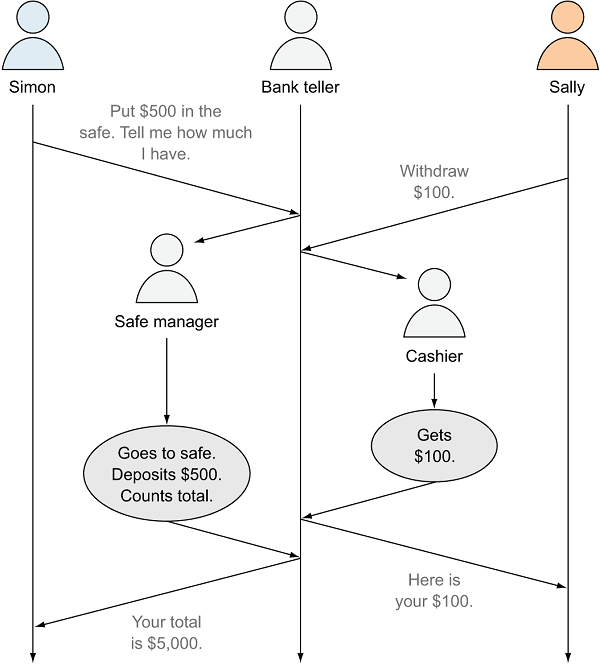 Simon
Bank teller
Sally
Put $500 in the
safe. Tell me how much
I have.
Withdraw
$100.
Safe manager
Cashier
Goes to safe.
Deposits $500.
Counts total.
Gets
$100.
Here is
your $100.
Your total
is $5,000.